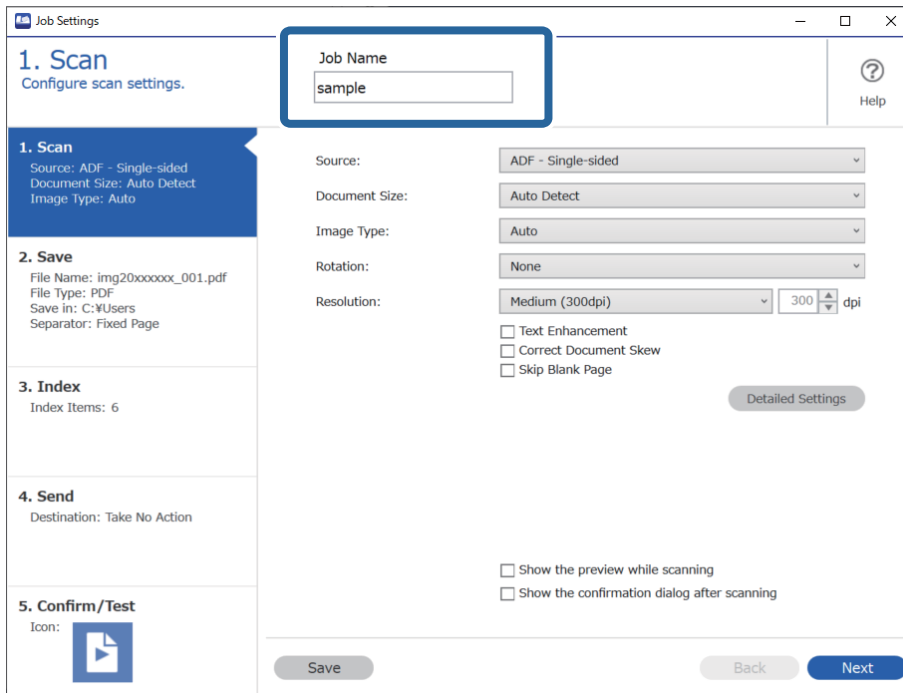 Job Settings
1. Scan
Configure scan settings.
Job Name
sample
Help
1. Scan
Source: ADF - Single-sided
Document Size: Auto Detect
Image Type: Auto
2. Save
File Name: img20xxxxxx_001.pdf
File Type: PDF
Save in: C:¥Users
Separator: Fixed Page
3. Index
Index Items: 6
4. Send
Destination: Take No Action
5. Confirm/Test
Icon:
Source: ADF - Single-sided
Document Size: Auto Detect
Image Type: Auto
Rotation: None
Resolution: Medium (300dpi) 300 dpi
Text Enhancement
Correct Document Skew
Skip Blank Page
Detailed Settings
Show the preview while scanning
Show the confirmation dialog after scanning
Save Back Next